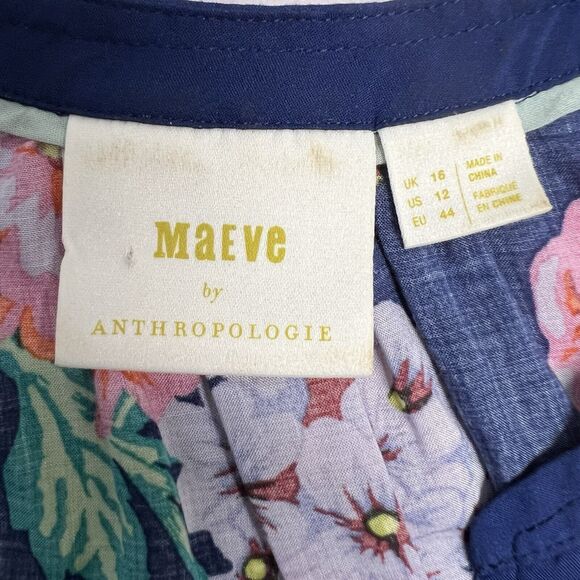 MaEVe
by
ANTHROPOLOGIE
UK 16
US 12
EU 44
MADE IN
CHINA
FABRIQUÉ
EN CHINE